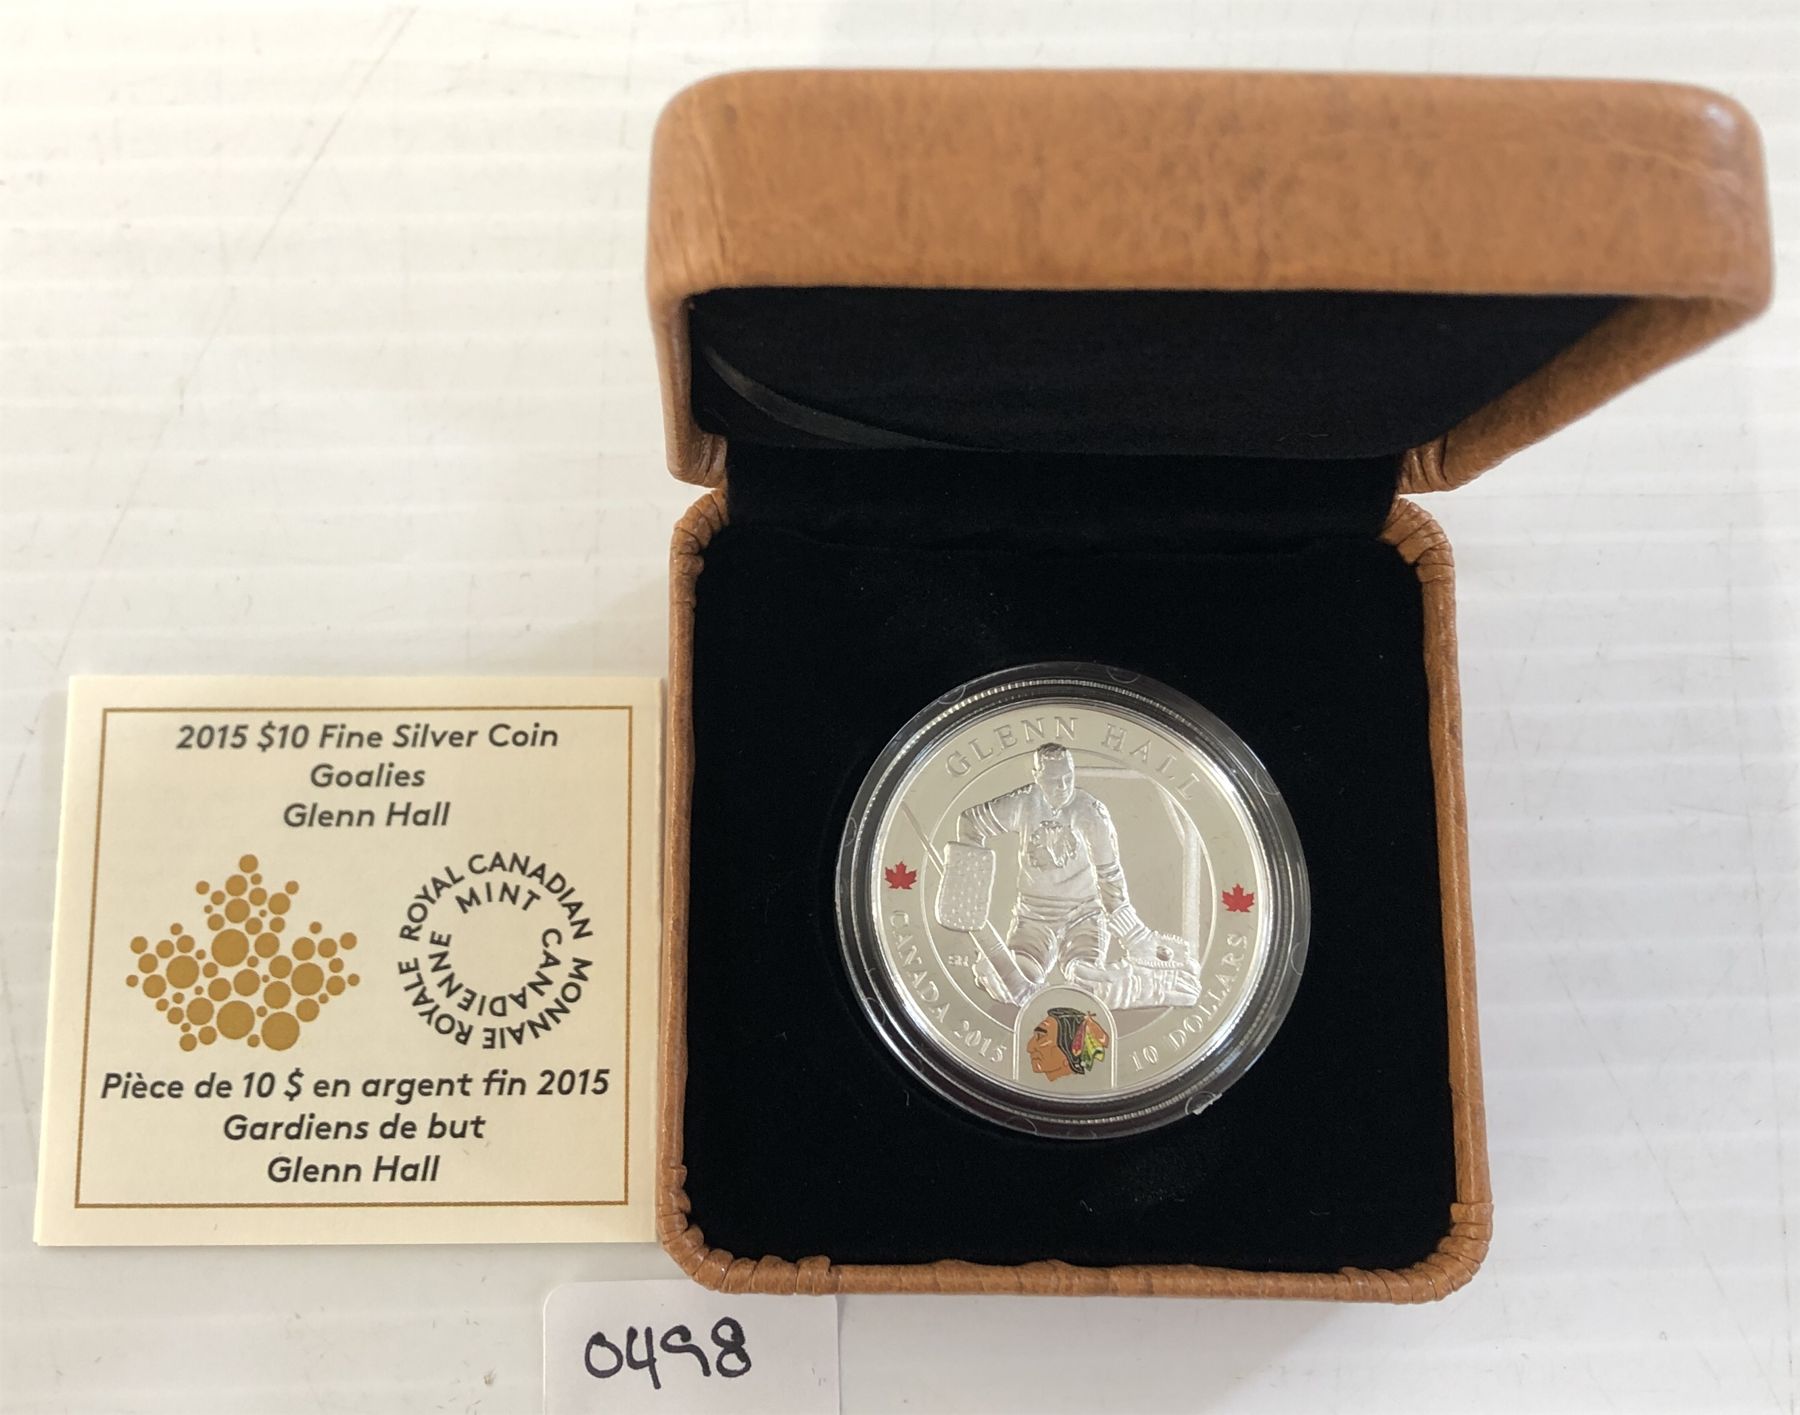 2015 $10 Fine Silver Coin
Goalies
Glenn Hall
ROYAL CANADIAN MINT
MONNAIE ROYALE CANADIENNE
Pièce de 10 $ en argent fin 2015
Gardiens de but
Glenn Hall
GLENN HALL
CANADA 2015
10 DOLLARS
0498